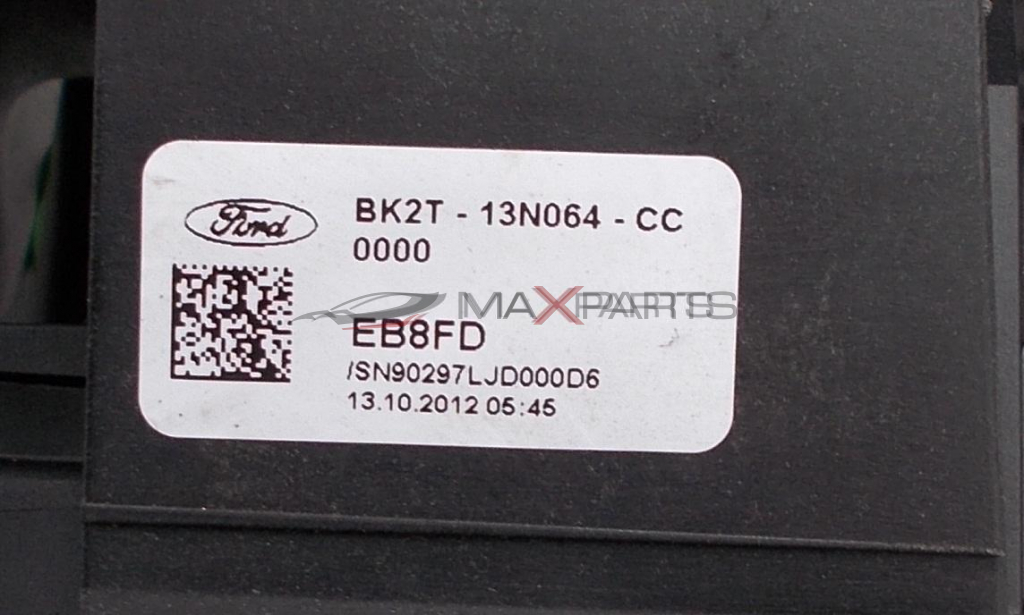 Ford
BK2T - 13N064 - CC
0000
MAXPARTS
EB8FD
/SN90297LJD000D6
13.10.2012 05:45